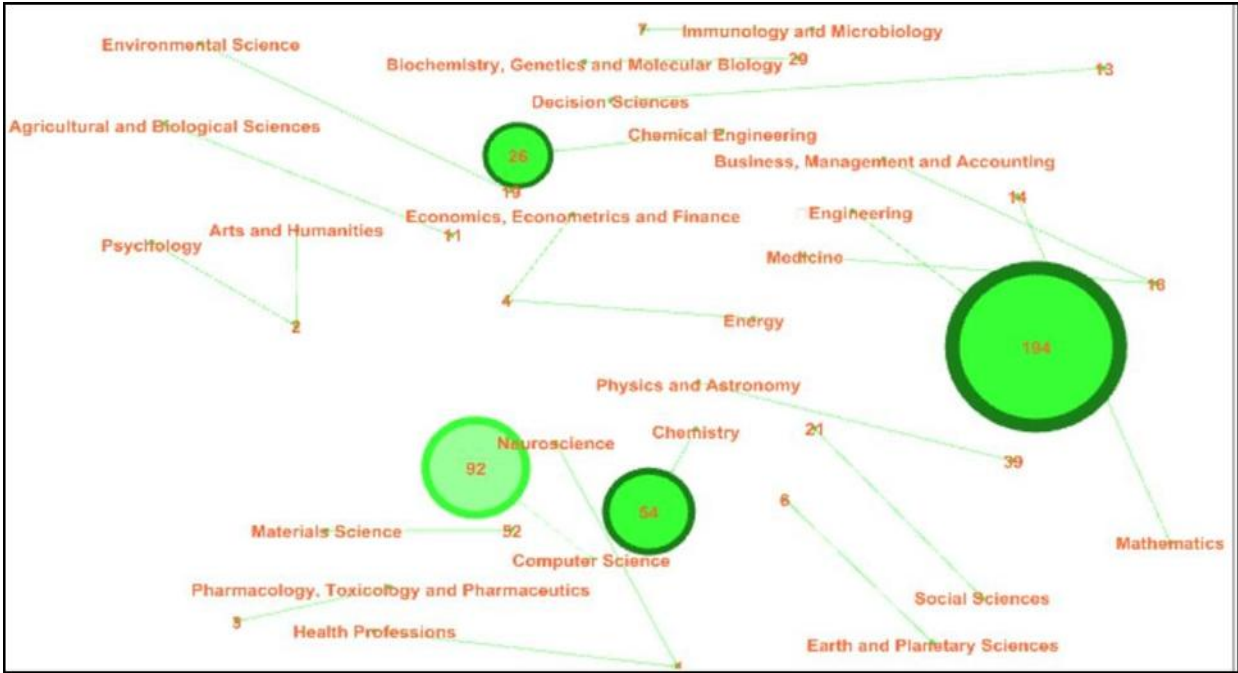 7
Immunology and Microbiology
Environmental Science
Biochemistry, Genetics and Molecular Biology
29
13
Decision Sciences
Agricultural and Biological Sciences
Chemical Engineering
26
Business, Management and Accounting
19
14
Economics, Econometrics and Finance
Engineering
Arts and Humanities
11
Psychology
Medicine
4
Energy
2
194
Physics and Astronomy
Chemistry
21
Neuroscience
39
92
6
54
Materials Science
52
Mathematics
Computer Science
Pharmacology, Toxicology and Pharmaceutics
Social Sciences
Health Professions
Earth and Planetary Sciences